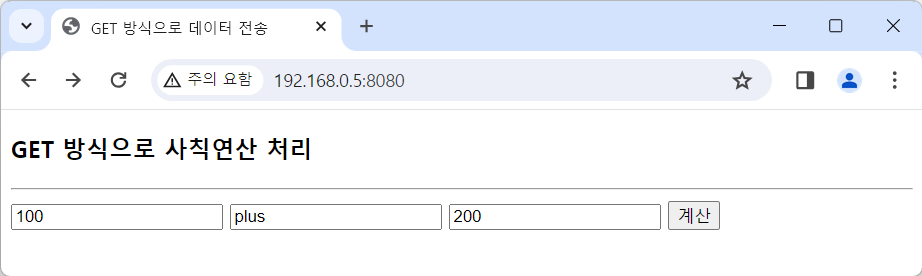 GET 방식으로 데이터 전송
주의 요함 192.168.0.5:8080
GET 방식으로 사칙연산 처리
100 plus 200 계산